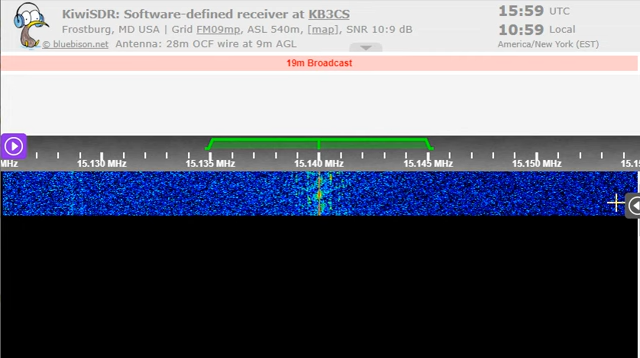 KiwiSDR: Software-defined receiver at KB3CS
Frostburg, MD USA | Grid FM09mp, ASL 540m, [map], SNR 10:9 dB
© bluebison.net Antenna: 28m OCF wire at 9m AGL
15:59 UTC
10:59 Local
America/New York (EST)
19m Broadcast
MHz 15.130 MHz 15.135 MHz 15.140 MHz 15.145 MHz 15.150 MHz 15.15